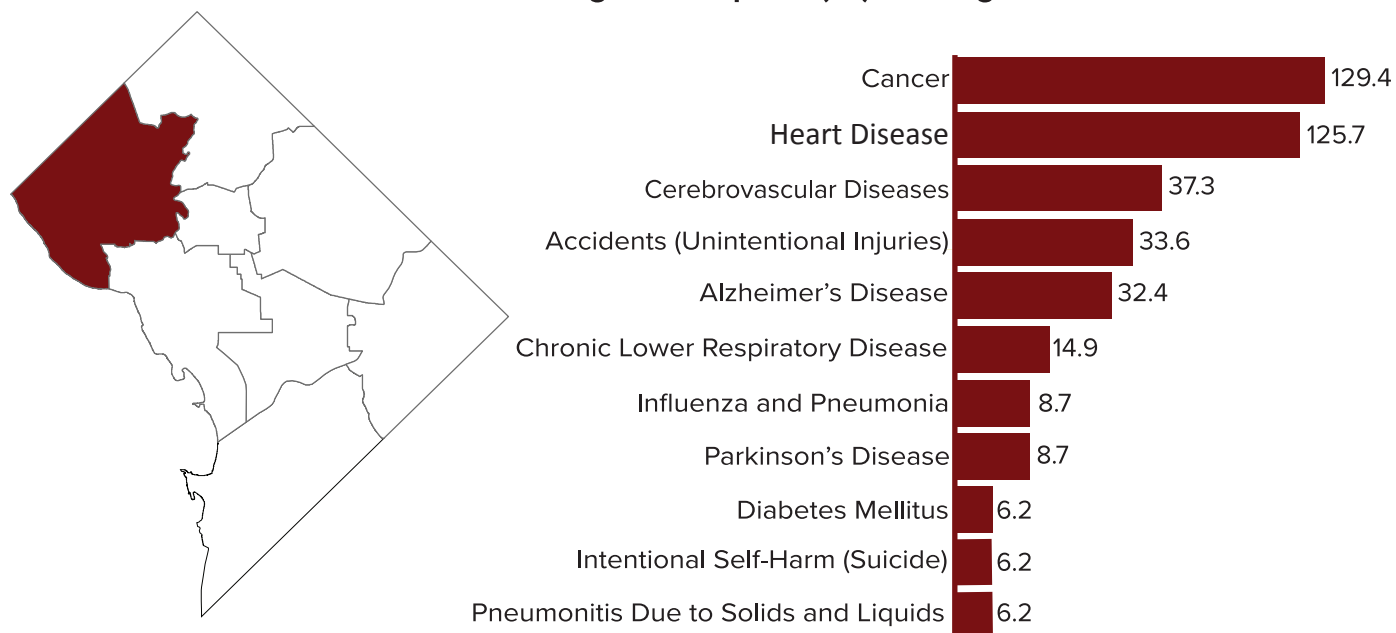 Cancer 129.4
Heart Disease 125.7
Cerebrovascular Diseases 37.3
Accidents (Unintentional Injuries) 33.6
Alzheimer’s Disease 32.4
Chronic Lower Respiratory Disease 14.9
Influenza and Pneumonia 8.7
Parkinson’s Disease 8.7
Diabetes Mellitus 6.2
Intentional Self-Harm (Suicide) 6.2
Pneumonitis Due to Solids and Liquids 6.2